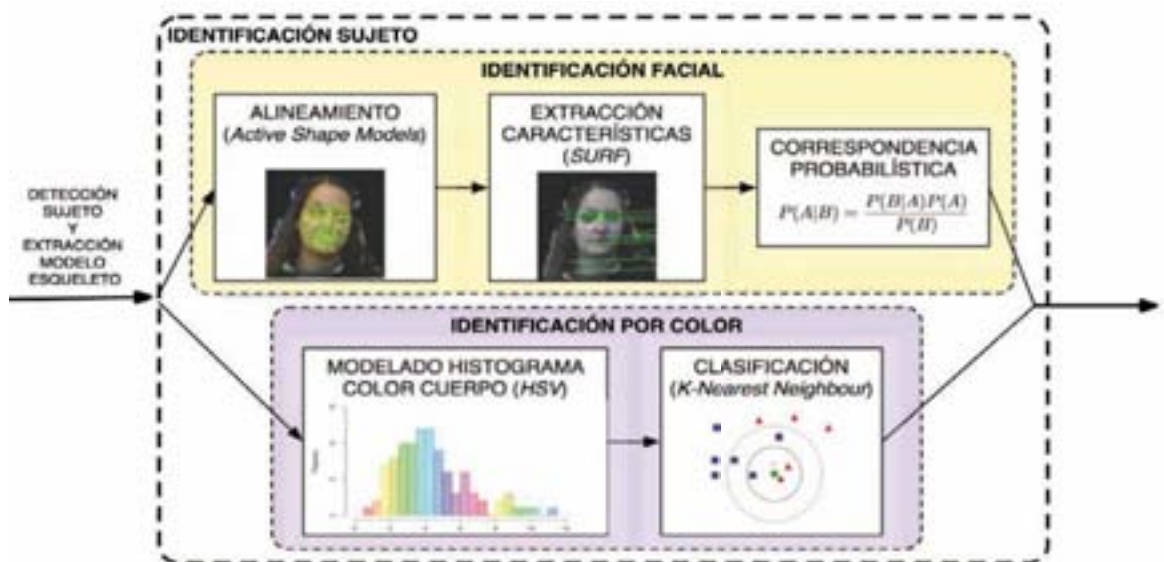 IDENTIFICACIÓN SUJETO
IDENTIFICACIÓN FACIAL
ALINEAMIENTO
(Active Shape Models)
EXTRACCIÓN
CARACTERÍSTICAS
(SURF)
CORRESPONDENCIA
PROBABILÍSTICA
P(A|B) = P(B|A)P(A) / P(B)
DETECCIÓN
SUJETO
Y
EXTRACCIÓN
MODELO
ESQUELETO
IDENTIFICACIÓN POR COLOR
MODELADO HISTOGRAMA
COLOR CUERPO (HSV)
CLASIFICACIÓN
(K-Nearest Neighbour)